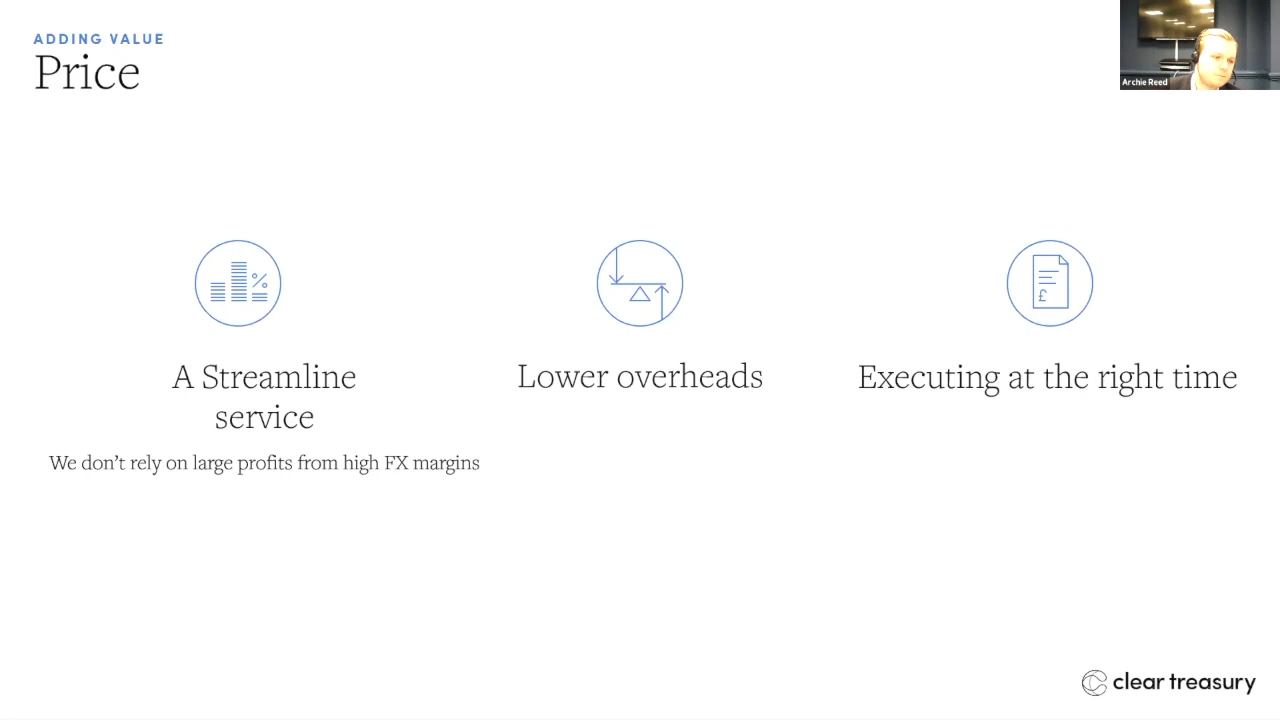 ADDING VALUE
Price
Archie Reed
%
£
A Streamline
service
We don’t rely on large profits from high FX margins
Lower overheads
Executing at the right time
clear treasury